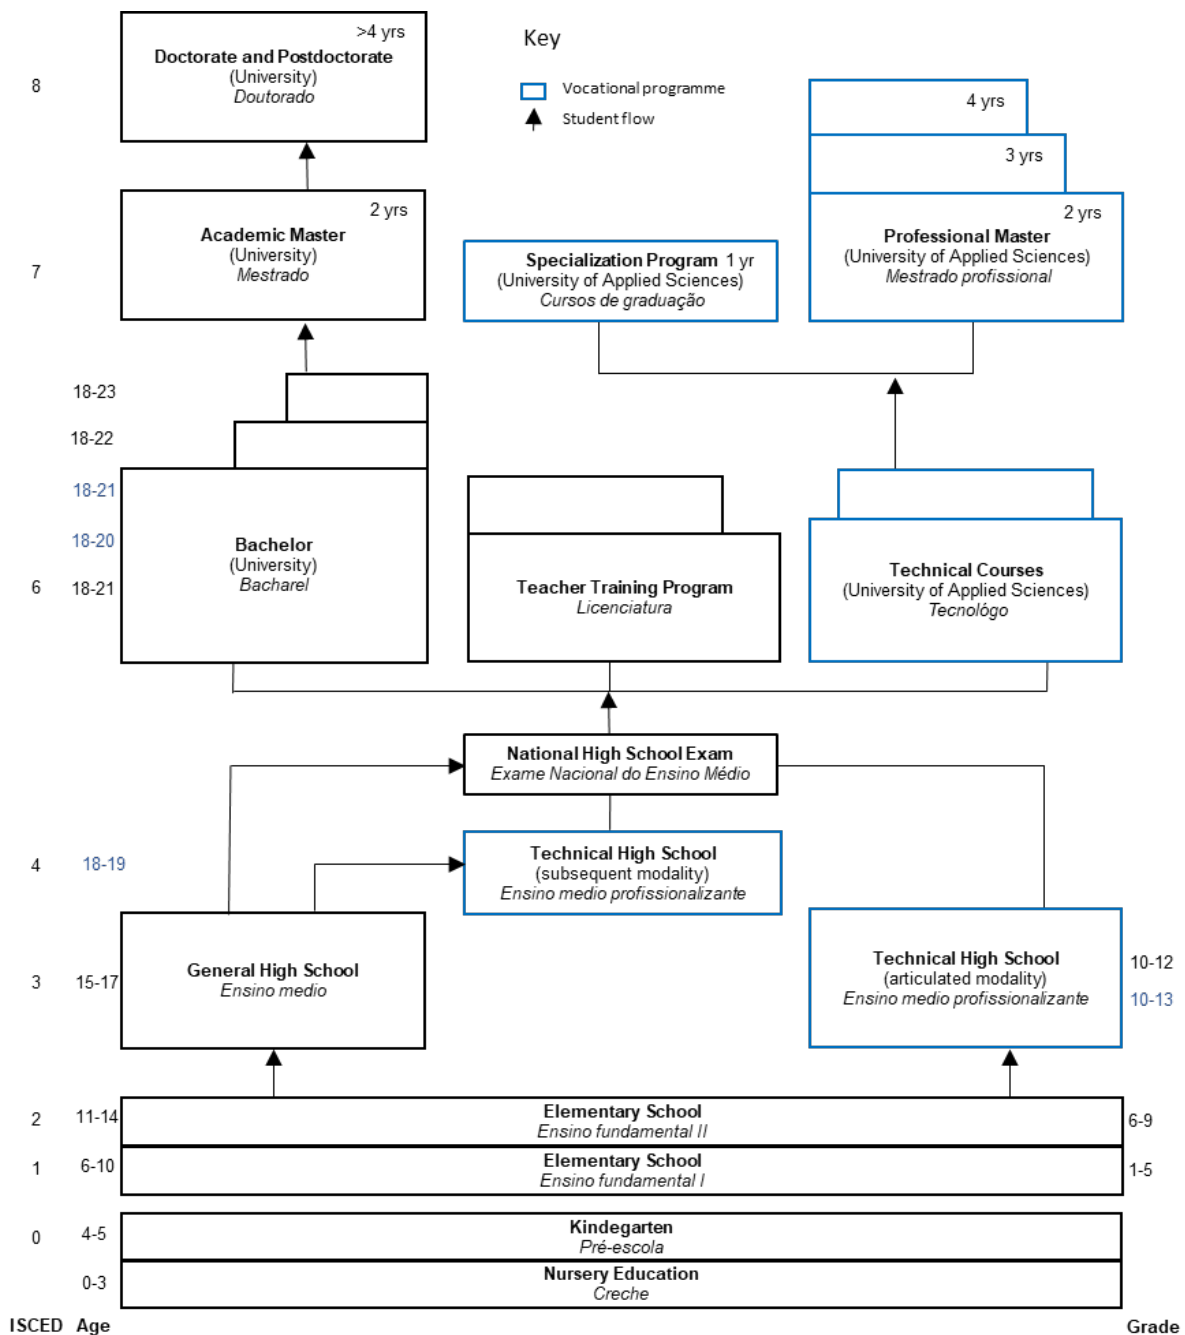 Key
Vocational programme
Student flow
>4 yrs
Doctorate and Postdoctorate
(University)
Doutorado
8
4 yrs
3 yrs
2 yrs
Professional Master
(University of Applied Sciences)
Mestrado profissional
2 yrs
Academic Master
(University)
Mestrado
Specialization Program 1 yr
(University of Applied Sciences)
Cursos de graduação
7
18-23
18-22
18-21
18-20
6 18-21
Bachelor
(University)
Bacharel
Teacher Training Program
Licenciatura
Technical Courses
(University of Applied Sciences)
Tecnológo
National High School Exam
Exame Nacional do Ensino Médio
4 18-19
Technical High School
(subsequent modality)
Ensino medio profissionalizante
3 15-17
General High School
Ensino medio
Technical High School
(articulated modality)
Ensino medio profissionalizante
10-12
10-13
2 11-14
Elementary School
Ensino fundamental II
6-9
1 6-10
Elementary School
Ensino fundamental I
1-5
0 4-5
Kindegarten
Pré-escola
0-3
Nursery Education
Creche
ISCED Age Grade